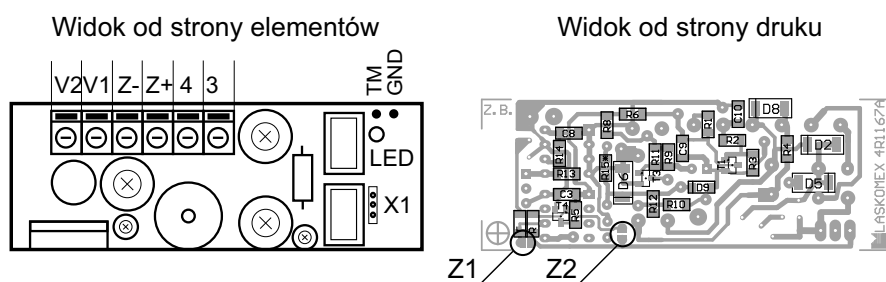 Widok od strony elementów
Widok od strony druku
V2 V1 Z- Z+ 4 3
TM
GND
LED
X1
Z.B.
R6
R8
C8
R14
R13
R15*
D6
R11
R9
C9
R1
C10
D8
R2
R3
R4
D2
D5
T3
D9
C3
T4
R5
R12
R10
LASKOMEX 4R1167A
Z1
Z2